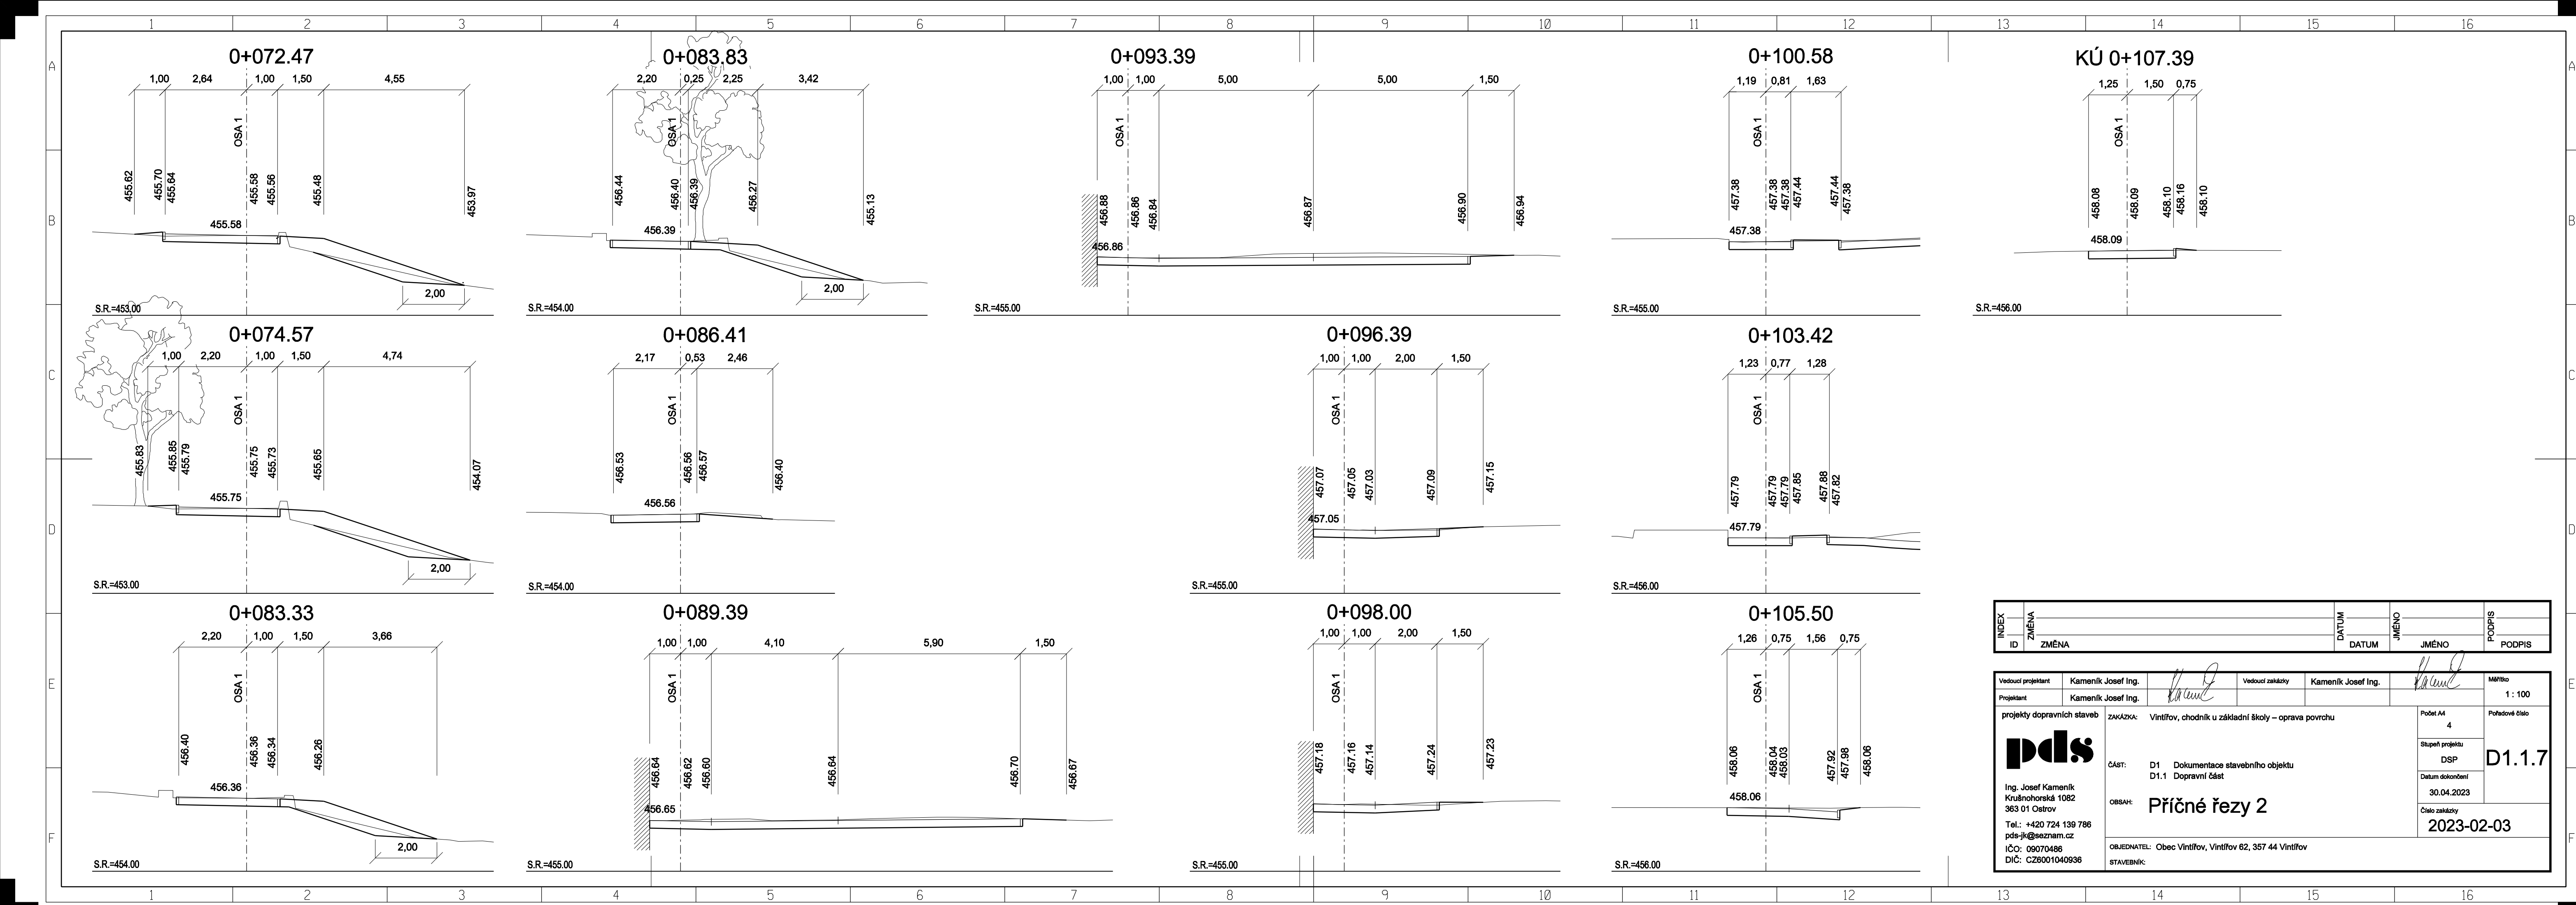 1 2 3 4 5 6 7 8 9 10 11 12 13 14 15 16
A
B
C
D
E
F
0+072.47
1,00 2,64 1,00 1,50 4,55
OSA 1
455.62 455.70 455.64 455.58 455.56 455.48 453.97
455.58
2,00
S.R.=453.00
0+083.83
2,20 0,25 2,25 3,42
OSA 1
456.44 456.40 456.39 456.27 455.13
456.39
2,00
S.R.=454.00
0+093.39
1,00 1,00 5,00 5,00 1,50
OSA 1
456.88 456.86 456.84 456.87 456.90 456.94
456.86
S.R.=455.00
0+100.58
1,19 0,81 1,63
OSA 1
457.38 457.38 457.38 457.44 457.44 457.38
457.38
S.R.=455.00
KÚ 0+107.39
1,25 1,50 0,75
OSA 1
458.08 458.09 458.10 458.16 458.10
458.09
S.R.=456.00
0+074.57
1,00 2,20 1,00 1,50 4,74
OSA 1
455.83 455.85 455.79 455.75 455.73 455.65 454.07
455.75
2,00
S.R.=453.00
0+086.41
2,17 0,53 2,46
OSA 1
456.53 456.56 456.57 456.40
456.56
S.R.=454.00
0+096.39
1,00 1,00 2,00 1,50
OSA 1
457.07 457.05 457.03 457.09 457.15
457.05
S.R.=455.00
0+103.42
1,23 0,77 1,28
OSA 1
457.79 457.79 457.79 457.85 457.88 457.82
457.79
S.R.=456.00
0+083.33
2,20 1,00 1,50 3,66
OSA 1
456.40 456.36 456.34 456.26
456.36
2,00
S.R.=454.00
0+089.39
1,00 1,00 4,10 5,90 1,50
OSA 1
456.64 456.62 456.60 456.64 456.70 456.67
456.65
S.R.=455.00
0+098.00
1,00 1,00 2,00 1,50
OSA 1
457.18 457.16 457.14 457.24 457.23
S.R.=455.00
0+105.50
1,26 0,75 1,56 0,75
OSA 1
458.06 458.04 458.03 457.92 457.98 458.06
458.06
S.R.=456.00
INDEX ZMĚNA DATUM JMÉNO PODPIS
ID ZMĚNA DATUM JMÉNO PODPIS
Vedoucí projektant Kameník Josef Ing. Vedoucí zakázky Kameník Josef Ing. Měřítko
Projektant Kameník Josef Ing. 1 : 100
projekty dopravních staveb
pds
Ing. Josef Kameník
Krušnohorská 1082
363 01 Ostrov
Tel.: +420 724 139 786
pds-jk@seznam.cz
IČO: 09070486
DIČ: CZ6001040936
ZAKÁZKA: Vintířov, chodník u základní školy – oprava povrchu
ČÁST: D1 Dokumentace stavebního objektu
D1.1 Dopravní část
OBSAH: Příčné řezy 2
OBJEDNATEL: Obec Vintířov, Vintířov 62, 357 44 Vintířov
STAVEBNÍK:
Počet A4
4
Stupeň projektu
DSP
Datum dokončení
30.04.2023
Číslo zakázky
2023-02-03
Pořadové číslo
D1.1.7
A
B
C
D
E
F
1 2 3 4 5 6 7 8 9 10 11 12 13 14 15 16